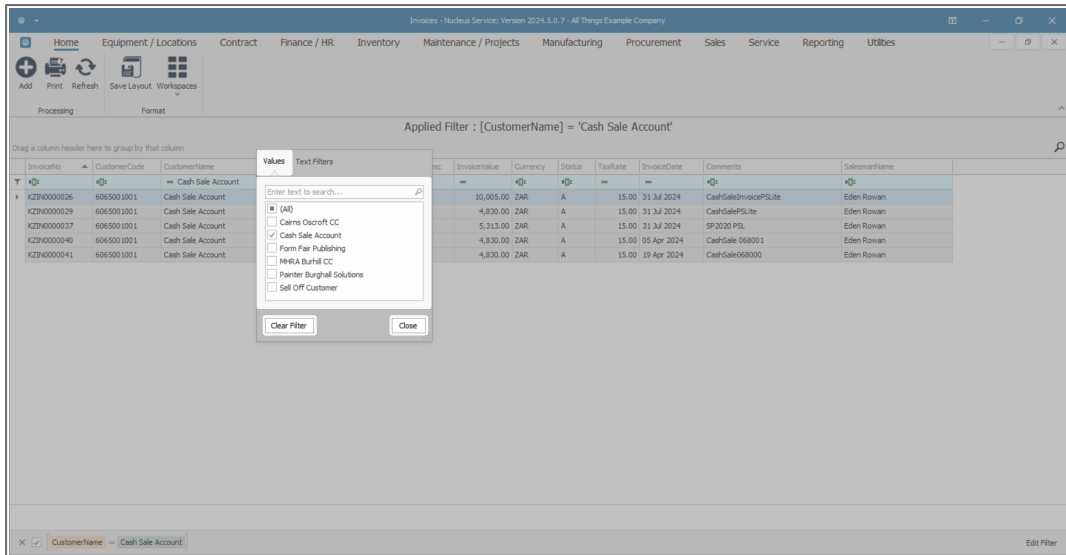 Invoices - Nucleus Service: Version 2024.5.0.7 - All Things Example Company
Home Equipment / Locations Contract Finance / HR Inventory Maintenance / Projects Manufacturing Procurement Sales Service Reporting Utilities
Add Print Refresh Save Layout Workspaces
Processing Format
Applied Filter : [CustomerName] = 'Cash Sale Account'
Drag a column header here to group by that column
InvoiceNo CustomerCode CustomerName InvoiceValue Currency Status TaxRate InvoiceDate Comments SalesmanName
= Cash Sale Account
KZIN0000026 6065001001 Cash Sale Account 10,005.00 ZAR A 15.00 31 Jul 2024 CashSaleInvoicePSLite Eden Rowan
KZIN0000029 6065001001 Cash Sale Account 4,830.00 ZAR A 15.00 31 Jul 2024 CashSalePSLite Eden Rowan
KZIN0000037 6065001001 Cash Sale Account 5,313.00 ZAR A 15.00 31 Jul 2024 SP2020 PSL Eden Rowan
KZIN0000040 6065001001 Cash Sale Account 4,830.00 ZAR A 15.00 05 Apr 2024 CashSale 068001 Eden Rowan
KZIN0000041 6065001001 Cash Sale Account 4,830.00 ZAR A 15.00 19 Apr 2024 CashSale068000 Eden Rowan
Values Text Filters
Enter text to search...
(All)
Cairns Oscroft CC
Cash Sale Account
Form Fair Publishing
MHRA Burhill CC
Painter Burghall Solutions
Sell Off Customer
Clear Filter Close
CustomerName = Cash Sale Account Edit Filter